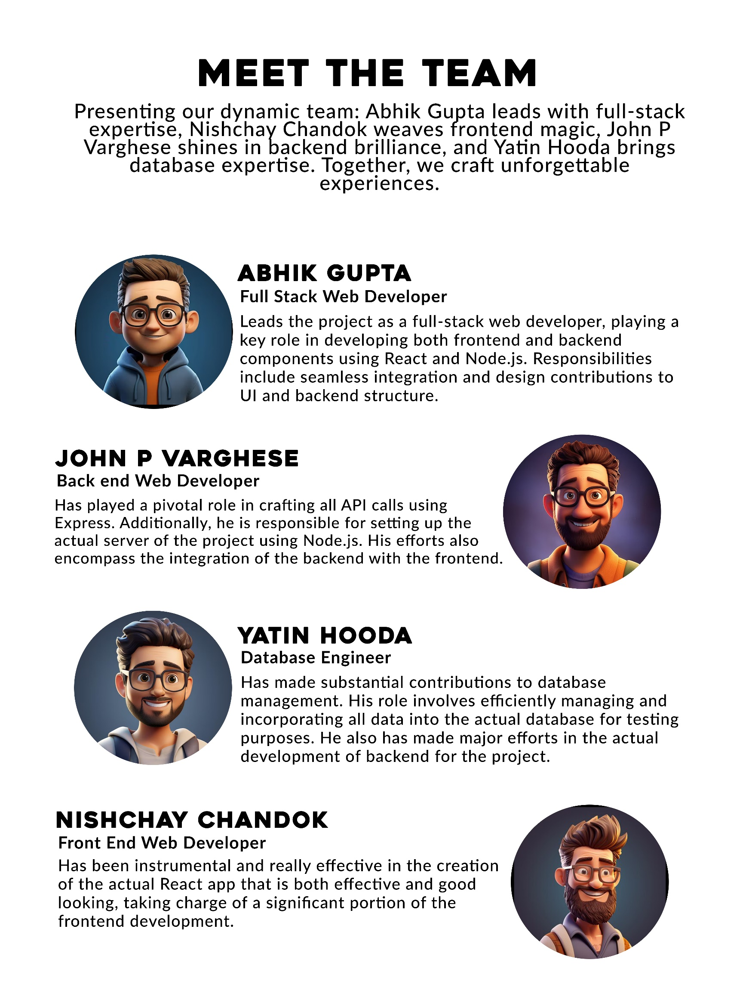 MEET THE TEAM
Presenting our dynamic team: Abhik Gupta leads with full-stack
expertise, Nishchay Chandok weaves frontend magic, John P
Varghese shines in backend brilliance, and Yatin Hooda brings
database expertise. Together, we craft unforgettable
experiences.
ABHIK GUPTA
Full Stack Web Developer
Leads the project as a full-stack web developer, playing a
key role in developing both frontend and backend
components using React and Node.js. Responsibilities
include seamless integration and design contributions to
UI and backend structure.
JOHN P VARGHESE
Back end Web Developer
Has played a pivotal role in crafting all API calls using
Express. Additionally, he is responsible for setting up the
actual server of the project using Node.js. His efforts also
encompass the integration of the backend with the frontend.
YATIN HOODA
Database Engineer
Has made substantial contributions to database
management. His role involves efficiently managing and
incorporating all data into the actual database for testing
purposes. He also has made major efforts in the actual
development of backend for the project.
NISHCHAY CHANDOK
Front End Web Developer
Has been instrumental and really effective in the creation
of the actual React app that is both effective and good
looking, taking charge of a significant portion of the
frontend development.